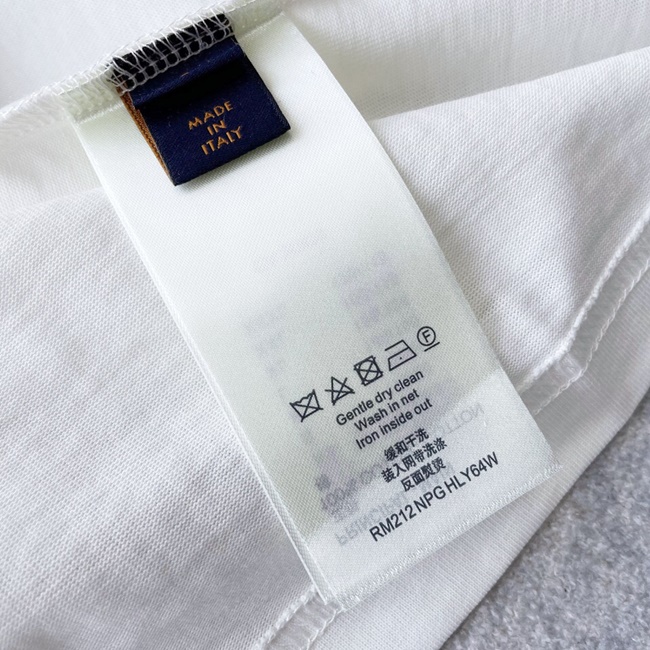 MADE
IN
ITALY
F
Gentle dry clean
Wash in net
Iron inside out
缓和干洗
装入网带洗涤
反面熨烫
RM212 NPG HLY64W